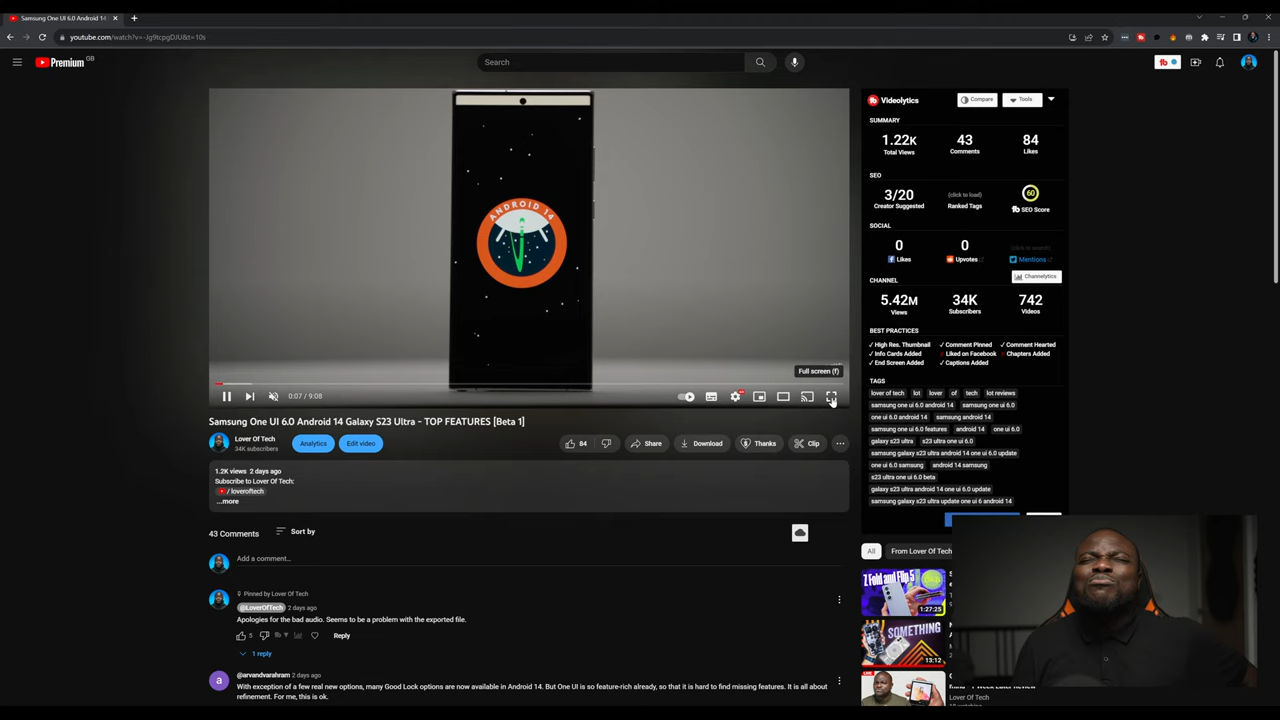 Samsung One UI 6.0 Android 14
youtube.com/watch?v=-Jg9tcpgDJU&t=10s
Premium GB
Search
ANDROID 14
Full screen (f)
0:07 / 9:08
Samsung One UI 6.0 Android 14 Galaxy S23 Ultra - TOP FEATURES [Beta 1]
Lover Of Tech
34K subscribers
Analytics
Edit video
84
Share
Download
Thanks
Clip
1.2K views 2 days ago
Subscribe to Lover Of Tech:
/ loveroftech
...more
43 Comments
Sort by
Add a comment...
Pinned by Lover Of Tech
@LoverOfTech 2 days ago
Apologies for the bad audio. Seems to be a problem with the exported file.
5
Reply
1 reply
a
@arvandvarahram 2 days ago
With exception of a few real new options, many Good Lock options are now available in Android 14. But One UI is so feature-rich already, so that it is hard to find missing features. It is all about
refinement. For me, this is ok.
Videolytics
Compare
Tools
SUMMARY
1.22K 43 84
Total Views Comments Likes
SEO
3/20 (click to load) 60
Creator Suggested Ranked Tags SEO Score
SOCIAL
0 0 (click to search)
Likes Upvotes Mentions
CHANNEL
Channelytics
5.42M 34K 742
Views Subscribers Videos
BEST PRACTICES
✓ High Res. Thumbnail ✓ Comment Pinned ✓ Comment Hearted
✓ Info Cards Added ✗ Liked on Facebook ✗ Chapters Added
✓ End Screen Added ✓ Captions Added
TAGS
lover of tech lot lover of tech lot reviews
samsung one ui 6.0 android 14 samsung one ui 6.0
one ui 6.0 android 14 samsung android 14
samsung one ui 6.0 features android 14 one ui 6.0
galaxy s23 ultra s23 ultra one ui 6.0
samsung galaxy s23 ultra android 14 one ui 6.0 update
one ui 6.0 samsung android 14 samsung
s23 ultra one ui 6.0 beta
galaxy s23 ultra android 14 one ui 6.0 update
samsung galaxy s23 ultra update one ui 6 android 14
All
From Lover Of Tech
Z Fold and Flip 5
1:27:25
SOMETHING
13:12
LIVE
Lover Of Tech